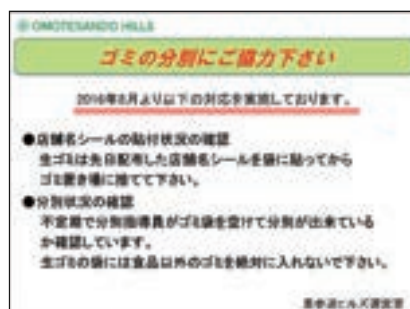 OMOTESANDO HILLS
ゴミの分別にご協力下さい
2016年8月より以下の対応を実施しております。
●店舗名シールの貼付状況の確認
生ゴミは先日配布した店舗名シールを袋に貼ってから
ゴミ置き場に捨てて下さい。
●分別状況の確認
不定期で分別指導員がゴミ袋を空けて分別が出来ている
か確認しています。
生ゴミの袋には食品以外のゴミを絶対に入れないで下さい。
表参道ヒルズ運営室